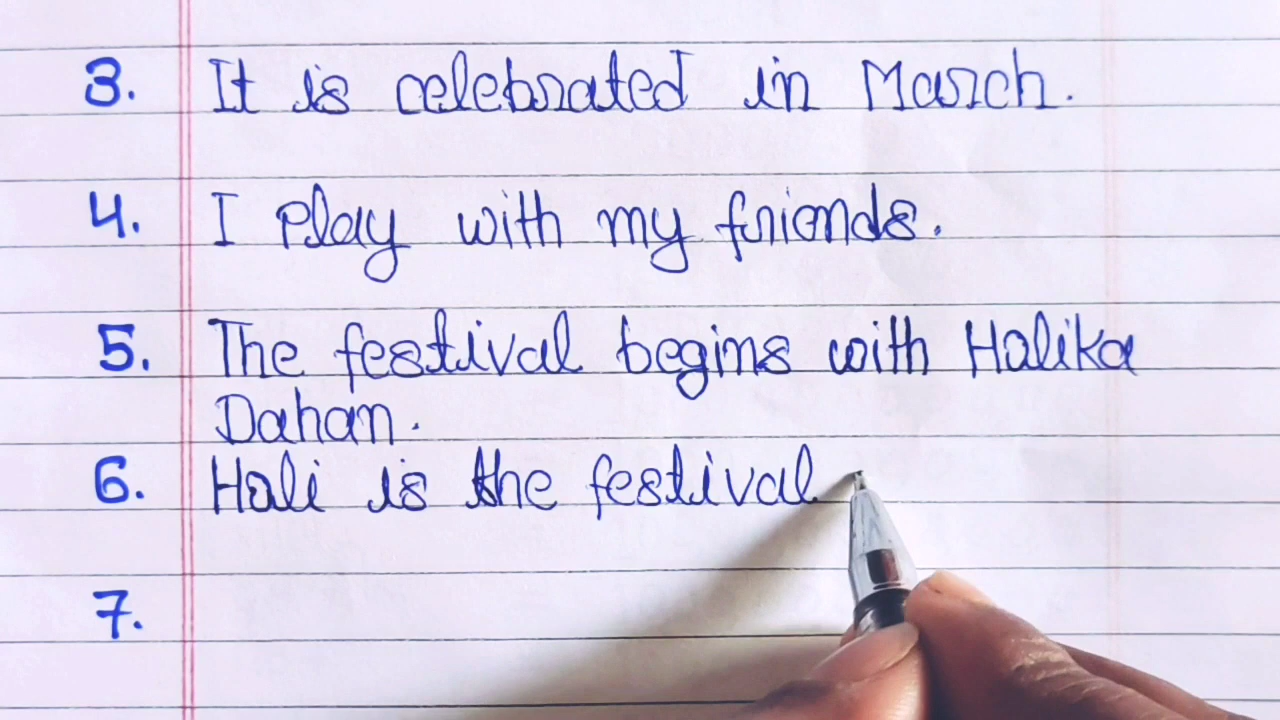 3. It is celebrated in March.
4. I play with my friends.
5. The festival begins with Holika
Dahan.
6. Holi is the festival
7.